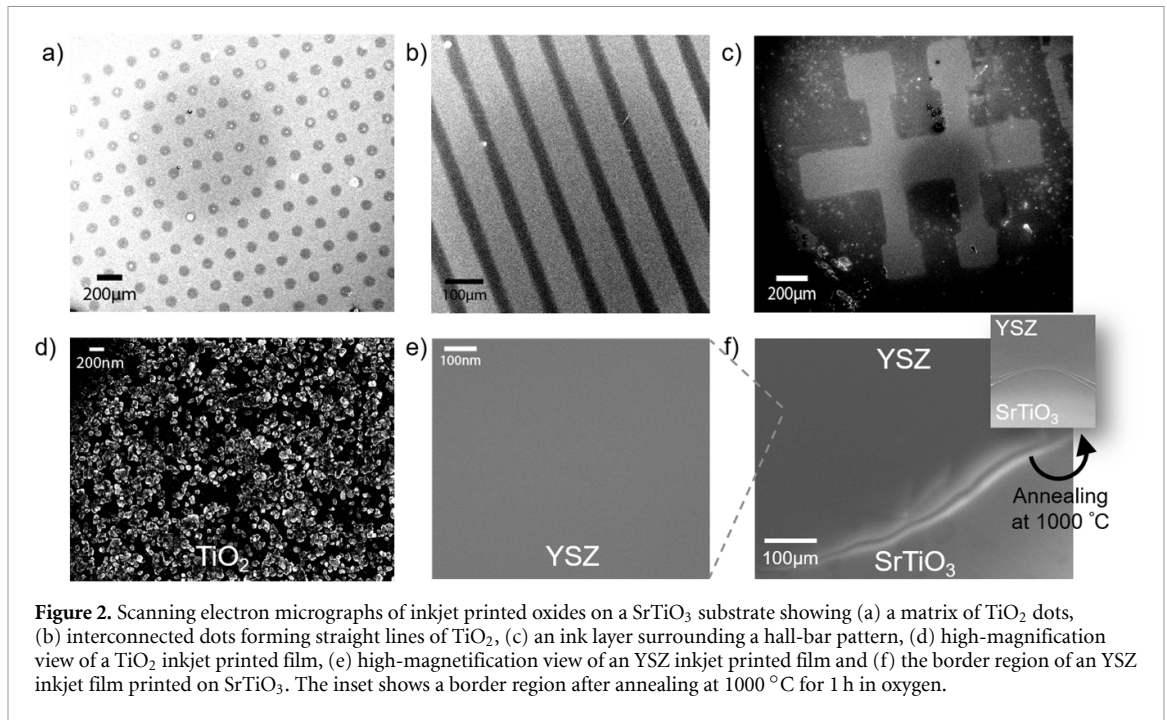 a)
b)
c)
200µm
100µm
200µm
d)
e)
f)
200nm
100nm
YSZ
YSZ
SrTiO3
Annealing
at 1000 °C
TiO2
YSZ
100µm
SrTiO3
Figure 2. Scanning electron micrographs of inkjet printed oxides on a SrTiO3 substrate showing (a) a matrix of TiO2 dots,
(b) interconnected dots forming straight lines of TiO2, (c) an ink layer surrounding a hall-bar pattern, (d) high-magnification
view of a TiO2 inkjet printed film, (e) high-magnetification view of an YSZ inkjet printed film and (f) the border region of an YSZ
inkjet film printed on SrTiO3. The inset shows a border region after annealing at 1000 °C for 1 h in oxygen.